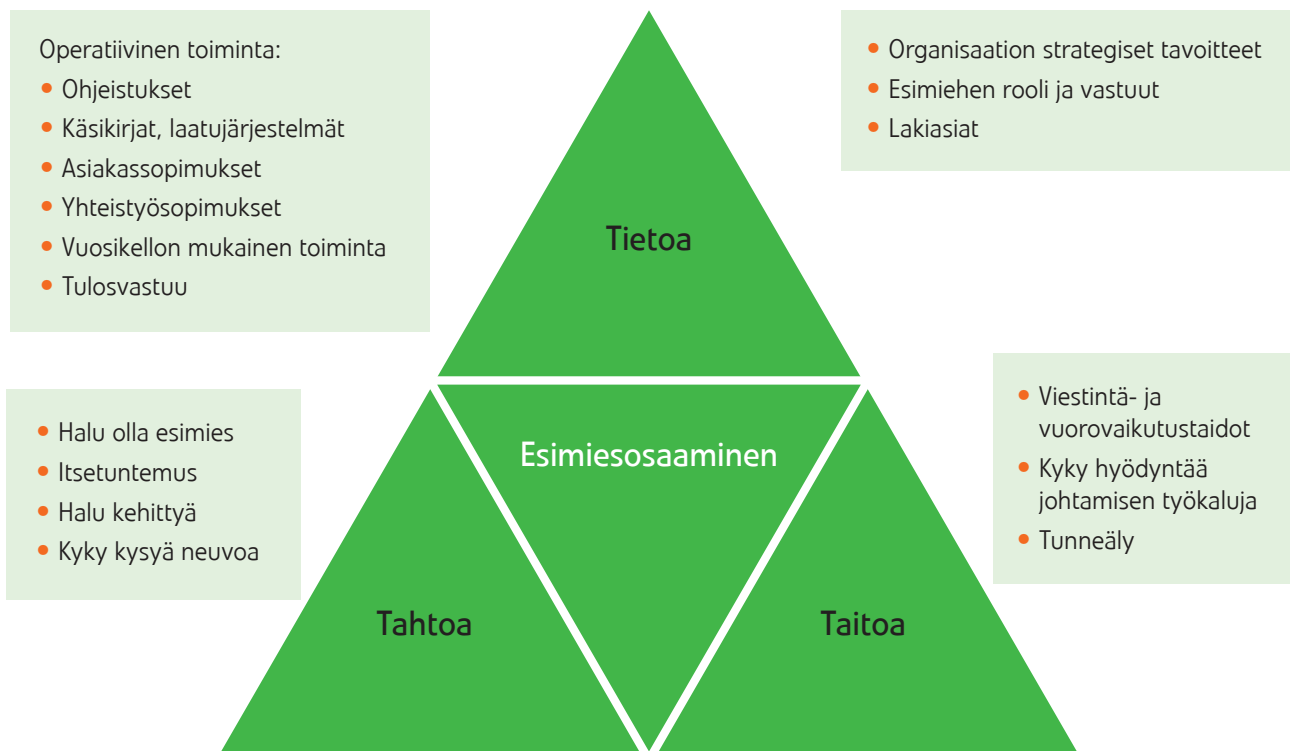 Operatiivinen toiminta:
• Ohjeistukset
• Käsikirjat, laatujärjestelmät
• Asiakassopimukset
• Yhteistyösopimukset
• Vuosikellon mukainen toiminta
• Tulosvastuu
• Organisaation strategiset tavoitteet
• Esimiehen rooli ja vastuut
• Lakiasiat
Tietoa
• Halu olla esimies
• Itsetuntemus
• Halu kehittyä
• Kyky kysyä neuvoa
Esimiesosaaminen
• Viestintä- ja
vuorovaikutustaidot
• Kyky hyödyntää
johtamisen työkaluja
• Tunneäly
Tahtoa
Taitoa